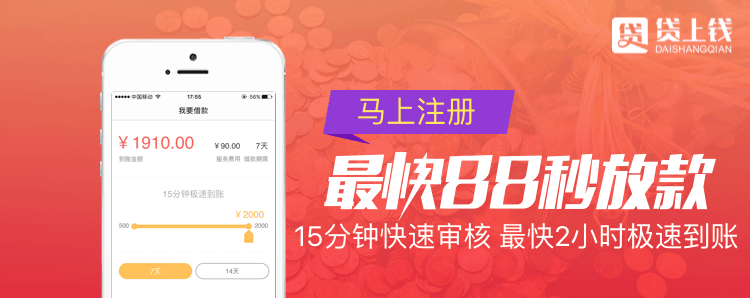 贷 贷上钱
DAISHANGQIAN
中国移动 17:55 56%
我要借款
¥1910.00 ¥90.00 7天
到账金额 服务费用 借款期限
15分钟极速到账
¥2000
500 2000
7天 14天
马上注册
最快88秒放款
15分钟快速审核 最快2小时极速到账